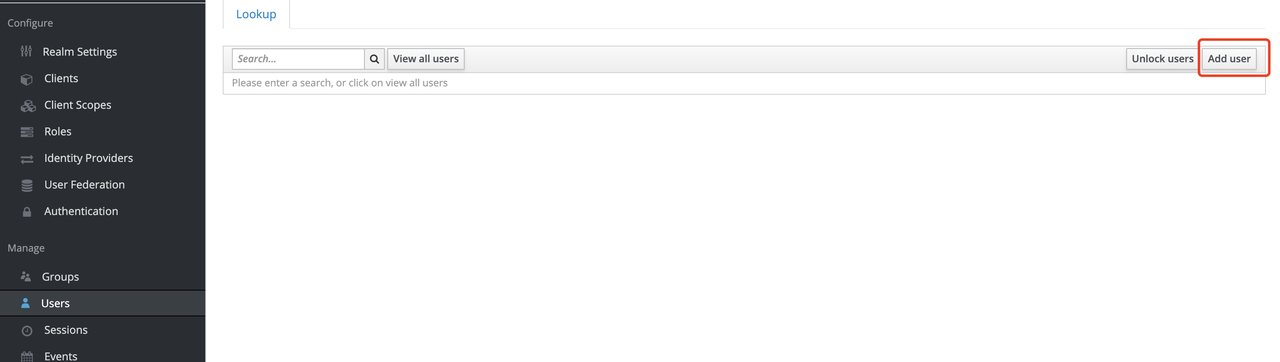 Configure
Realm Settings
Clients
Client Scopes
Roles
Identity Providers
User Federation
Authentication
Manage
Groups
Users
Sessions
Events
Lookup
Search...
View all users
Unlock users
Add user
Please enter a search, or click on view all users